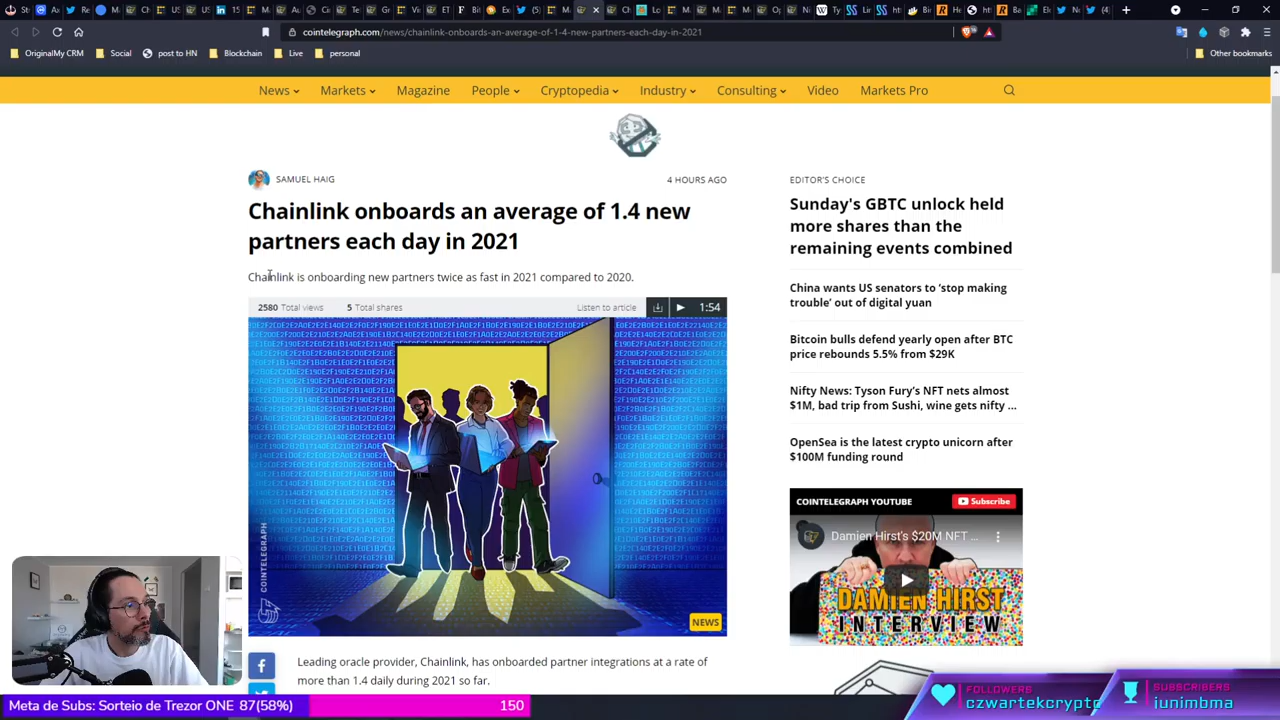 cointelegraph.com/news/chainlink-onboards-an-average-of-1-4-new-partners-each-day-in-2021
OriginalMy CRM
Social
post to HN
Blockchain
Live
personal
Other bookmarks
News
Markets
Magazine
People
Cryptopedia
Industry
Consulting
Video
Markets Pro
SAMUEL HAIG
4 HOURS AGO
Chainlink onboards an average of 1.4 new
partners each day in 2021
Chainlink is onboarding new partners twice as fast in 2021 compared to 2020.
2580 Total views
5 Total shares
Listen to article
1:54
COINTELEGRAPH
NEWS
Leading oracle provider, Chainlink, has onboarded partner integrations at a rate of
more than 1.4 daily during 2021 so far.
EDITOR'S CHOICE
Sunday's GBTC unlock held
more shares than the
remaining events combined
China wants US senators to 'stop making
trouble' out of digital yuan
Bitcoin bulls defend yearly open after BTC
price rebounds 5.5% from $29K
Nifty News: Tyson Fury's NFT nets almost
$1M, bad trip from Sushi, wine gets nifty ...
OpenSea is the latest crypto unicorn after
$100M funding round
COINTELEGRAPH YOUTUBE
Subscribe
Damien Hirst's $20M NFT ...
DAMIEN HIRST
INTERVIEW
Meta de Subs: Sorteio de Trezor ONE 87(58%)
150
FOLLOWERS
czwartekcrypto
SUBSCRIBERS
iunimbma